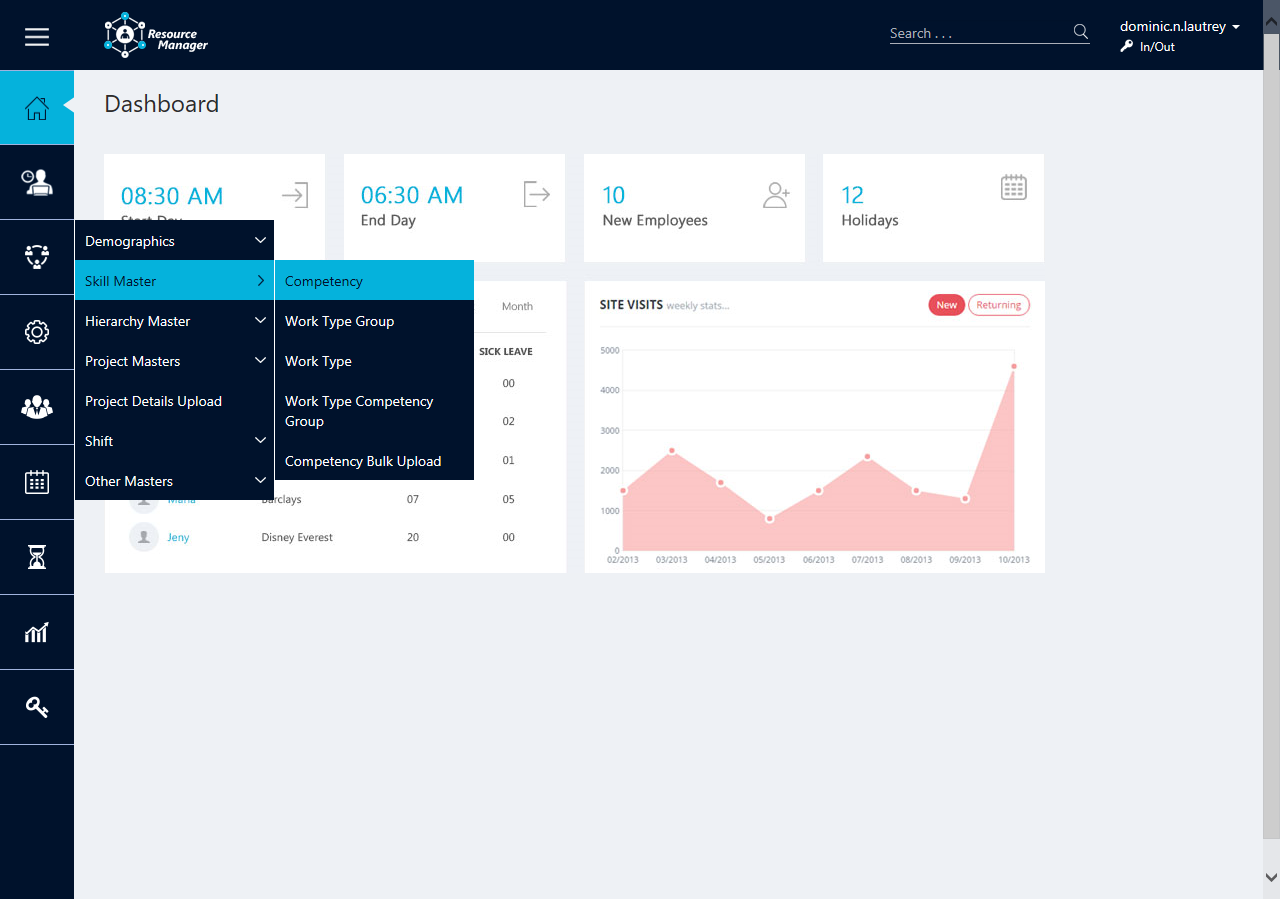 Resource
Manager
Search . . .
dominic.n.lautrey
In/Out
Dashboard
08:30 AM
Start Day
06:30 AM
End Day
10
New Employees
12
Holidays
Demographics
Skill Master
Hierarchy Master
Project Masters
Project Details Upload
Shift
Other Masters
Competency
Work Type Group
Work Type
Work Type Competency
Group
Competency Bulk Upload
Month
SICK LEAVE
00
02
01
Maria Barclays 07 05
Jeny Disney Everest 20 00
SITE VISITS weekly stats...
New Returning
5000
4000
3000
2000
1000
0
02/2013 03/2013 04/2013 05/2013 06/2013 07/2013 08/2013 09/2013 10/2013